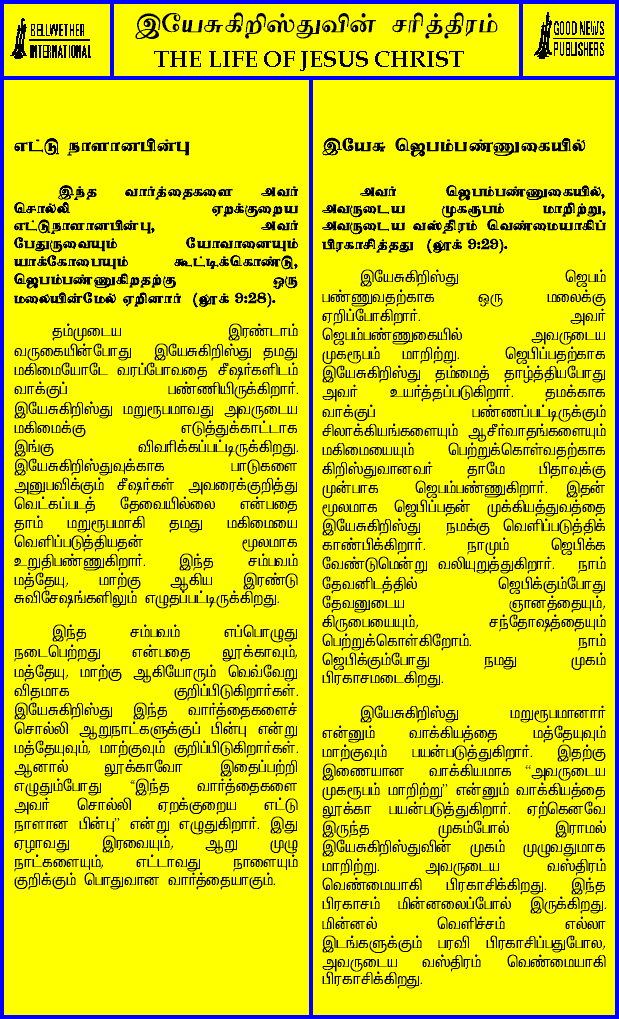 BELLWETHER
INTERNATIONAL
இயேசுகிறிஸ்துவின் சரித்திரம்
THE LIFE OF JESUS CHRIST
GOOD NEWS
PUBLISHERS
எட்டு நாளானபின்பு
இந்த வார்த்தைகளை அவர்
சொல்லி ஏறக்குறைய
எட்டுநாளானபின்பு, அவர்
பேதுருவையும் யோவானையும்
யாக்கோபையும் கூட்டிக்கொண்டு,
ஜெபம்பண்ணுகிறதற்கு ஒரு
மலையின்மேல் ஏறினார் (லூக் 9:28).
தம்முடைய இரண்டாம்
வருகையின்போது இயேசுகிறிஸ்து தமது
மகிமையோடே வரப்போவதை சீஷர்களிடம்
வாக்குப் பண்ணியிருக்கிறார்.
இயேசுகிறிஸ்து மறுரூபமாவது அவருடைய
மகிமைக்கு எடுத்துக்காட்டாக
இங்கு விவரிக்கப்பட்டிருக்கிறது.
இயேசுகிறிஸ்துவுக்காக பாடுகளை
அனுபவிக்கும் சீஷர்கள் அவரைக்குறித்து
வெட்கப்படத் தேவையில்லை என்பதை
தாம் மறுரூபமாகி தமது மகிமையை
வெளிப்படுத்தியதன் மூலமாக
உறுதிபண்ணுகிறார். இந்த சம்பவம்
மத்தேயு, மாற்கு ஆகிய இரண்டு
சுவிசேஷங்களிலும் எழுதப்பட்டிருக்கிறது.
இந்த சம்பவம் எப்பொழுது
நடைபெற்றது என்பதை லூக்காவும்,
மத்தேயு, மாற்கு ஆகியோரும் வெவ்வேறு
விதமாக குறிப்பிடுகிறார்கள்.
இயேசுகிறிஸ்து இந்த வார்த்தைகளைச்
சொல்லி ஆறுநாட்களுக்குப் பின்பு என்று
மத்தேயுவும், மாற்குவும் குறிப்பிடுகிறார்கள்.
ஆனால் லூக்காவோ இதைப்பற்றி
எழுதும்போது “இந்த வார்த்தைகளை
அவர் சொல்லி ஏறக்குறைய எட்டு
நாளான பின்பு” என்று எழுதுகிறார். இது
ஏழாவது இரவையும், ஆறு முழு
நாட்களையும், எட்டாவது நாளையும்
குறிக்கும் பொதுவான வார்த்தையாகும்.
இயேசு ஜெபம்பண்ணுகையில்
அவர் ஜெபம்பண்ணுகையில்,
அவருடைய முகரூபம் மாறிற்று,
அவருடைய வஸ்திரம் வெண்மையாகிப்
பிரகாசித்தது (லூக் 9:29).
இயேசுகிறிஸ்து ஜெபம்
பண்ணுவதற்காக ஒரு மலைக்கு
ஏறிப்போகிறார். அவர்
ஜெபம்பண்ணுகையில் அவருடைய
முகரூபம் மாறிற்று. ஜெபிப்பதற்காக
இயேசுகிறிஸ்து தம்மைத் தாழ்த்தியபோது
அவர் உயர்த்தப்படுகிறார். தமக்காக
வாக்குப் பண்ணப்பட்டிருக்கும்
சிலாக்கியங்களையும் ஆசீர்வாதங்களையும்
மகிமையையும் பெற்றுக்கொள்வதற்காக
கிறிஸ்துவானவர் தாமே பிதாவுக்கு
முன்பாக ஜெபம்பண்ணுகிறார். இதன்
மூலமாக ஜெபிப்பதன் முக்கியத்துவத்தை
இயேசுகிறிஸ்து நமக்கு வெளிப்படுத்திக்
காண்பிக்கிறார். நாமும் ஜெபிக்க
வேண்டுமென்று வலியுறுத்துகிறார். நாம்
தேவனிடத்தில் ஜெபிக்கும்போது
தேவனுடைய ஞானத்தையும்,
கிருபையையும், சந்தோஷத்தையும்
பெற்றுக்கொள்கிறோம். நாம்
ஜெபிக்கும்போது நமது முகம்
பிரகாசமடைகிறது.
இயேசுகிறிஸ்து மறுரூபமானார்
என்னும் வாக்கியத்தை மத்தேயுவும்
மாற்குவும் பயன்படுத்துகிறார். இதற்கு
இணையான வாக்கியமாக “அவருடைய
முகரூபம் மாறிற்று” என்னும் வாக்கியத்தை
லூக்கா பயன்படுத்துகிறார். ஏற்கெனவே
இருந்த முகம்போல் இராமல்
இயேசுகிறிஸ்துவின் முகம் முழுவதுமாக
மாறிற்று. அவருடைய வஸ்திரம்
வெண்மையாகி பிரகாசிக்கிறது. இந்த
பிரகாசம் மின்னலைப்போல் இருக்கிறது.
மின்னல் வெளிச்சம் எல்லா
இடங்களுக்கும் பரவி பிரகாசிப்பதுபோல,
அவருடைய வஸ்திரம் வெண்மையாகி
பிரகாசிக்கிறது.